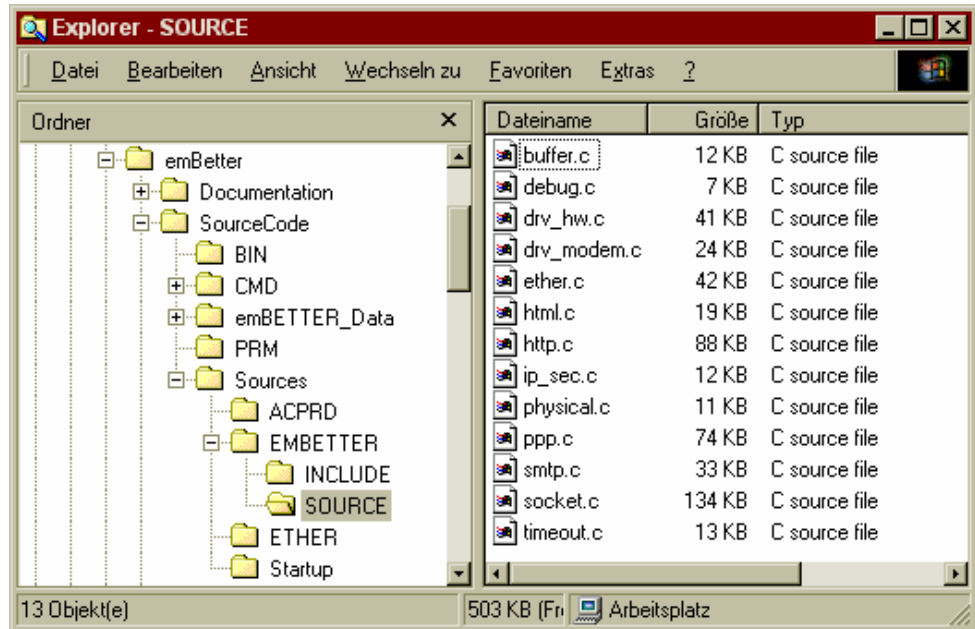 Explorer - SOURCE
Datei Bearbeiten Ansicht Wechseln zu Favoriten Extras ?
Ordner
emBetter
Documentation
SourceCode
BIN
CMD
emBETTER_Data
PRM
Sources
ACPRD
EMBETTER
INCLUDE
SOURCE
ETHER
Startup
Dateiname Größe Typ
buffer.c 12 KB C source file
debug.c 7 KB C source file
drv_hw.c 41 KB C source file
drv_modem.c 24 KB C source file
ether.c 42 KB C source file
html.c 19 KB C source file
http.c 88 KB C source file
ip_sec.c 12 KB C source file
physical.c 11 KB C source file
ppp.c 74 KB C source file
smtp.c 33 KB C source file
socket.c 134 KB C source file
timeout.c 13 KB C source file
13 Objekt(e) 503 KB (Fr Arbeitsplatz